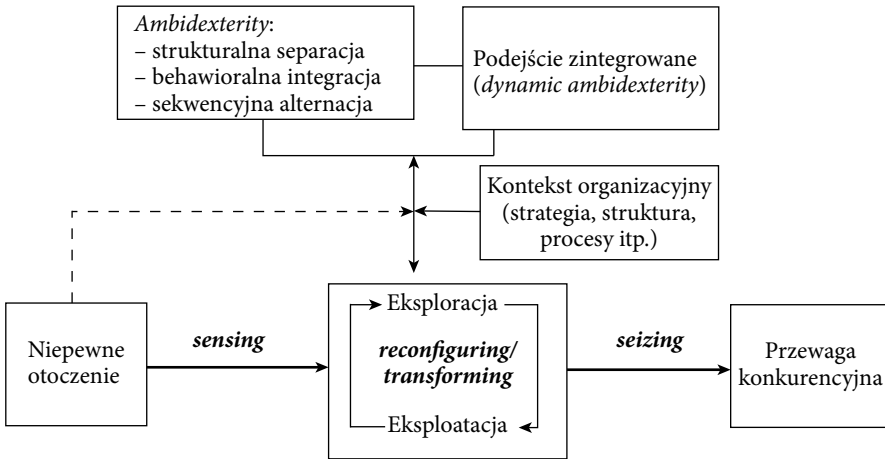 Ambidexterity:
– strukturalna separacja
– behawioralna integracja
– sekwencyjna alternacja
Podejście zintegrowane
(dynamic ambidexterity)
Kontekst organizacyjny
(strategia, struktura,
procesy itp.)
Niepewne
otoczenie
sensing
Eksploracja
reconfiguring/
transforming
Eksploatacja
seizing
Przewaga
konkurencyjna